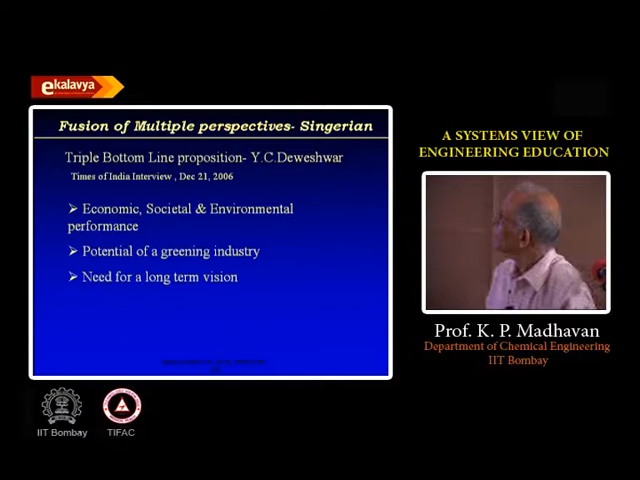 ekalavya
Fusion of Multiple perspectives- Singerian
Triple Bottom Line proposition- Y.C.Deweshwar
Times of India Interview , Dec 21, 2006
➢ Economic, Societal & Environmental
performance
➢ Potential of a greening industry
➢ Need for a long term vision
A SYSTEMS VIEW OF
ENGINEERING EDUCATION
Prof. K. P. Madhavan
Department of Chemical Engineering
IIT Bombay
IIT Bombay
TIFAC